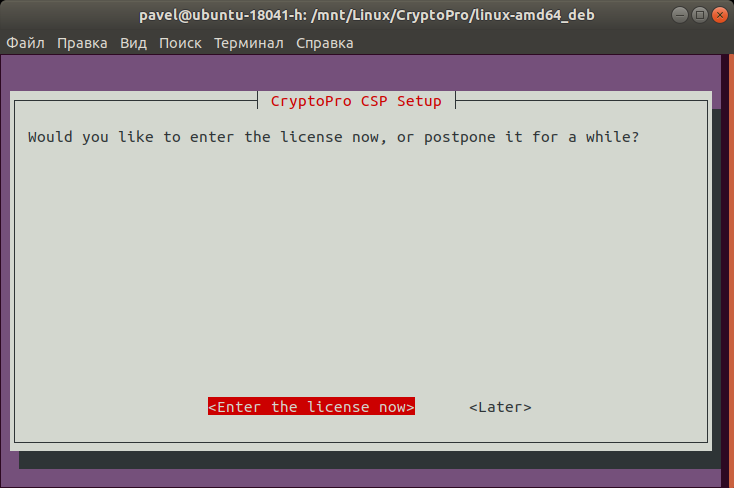 pavel@ubuntu-18041-h: /mnt/Linux/CryptoPro/linux-amd64_deb
Файл Правка Вид Поиск Терминал Справка
CryptoPro CSP Setup
Would you like to enter the license now, or postpone it for a while?
<Enter the license now> <Later>